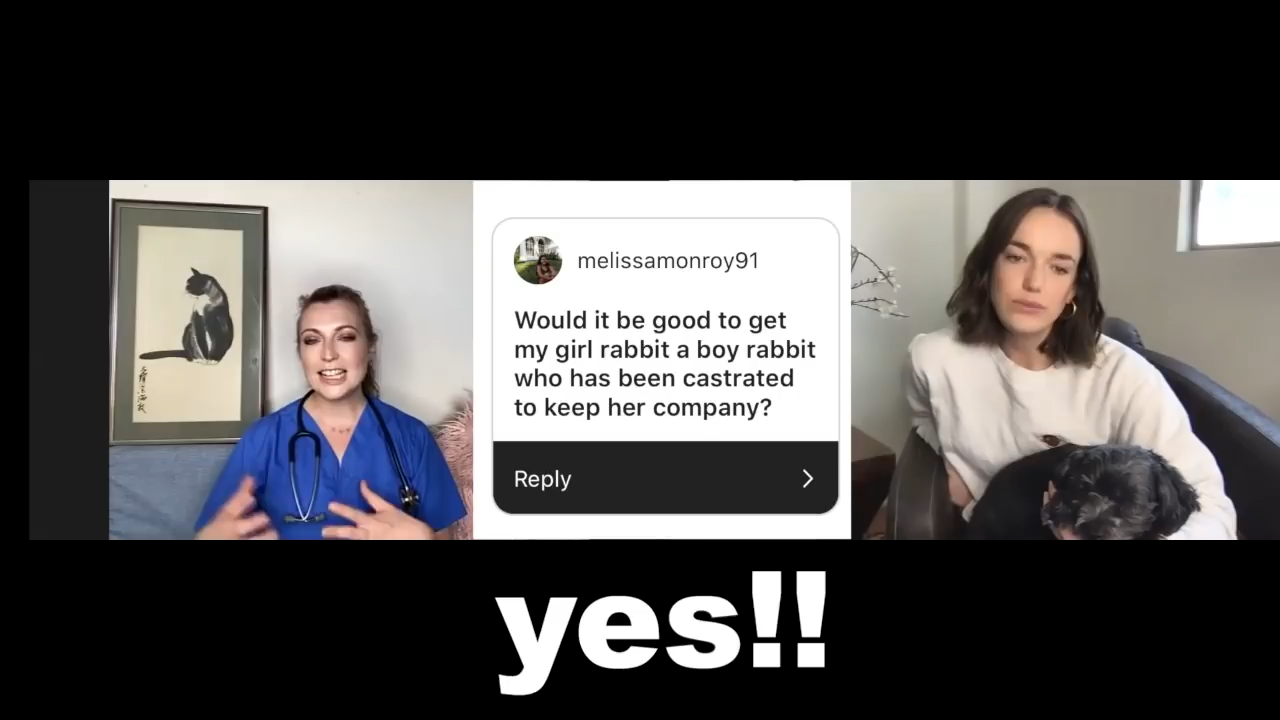 melissamonroy91
Would it be good to get
my girl rabbit a boy rabbit
who has been castrated
to keep her company?
Reply
yes!!